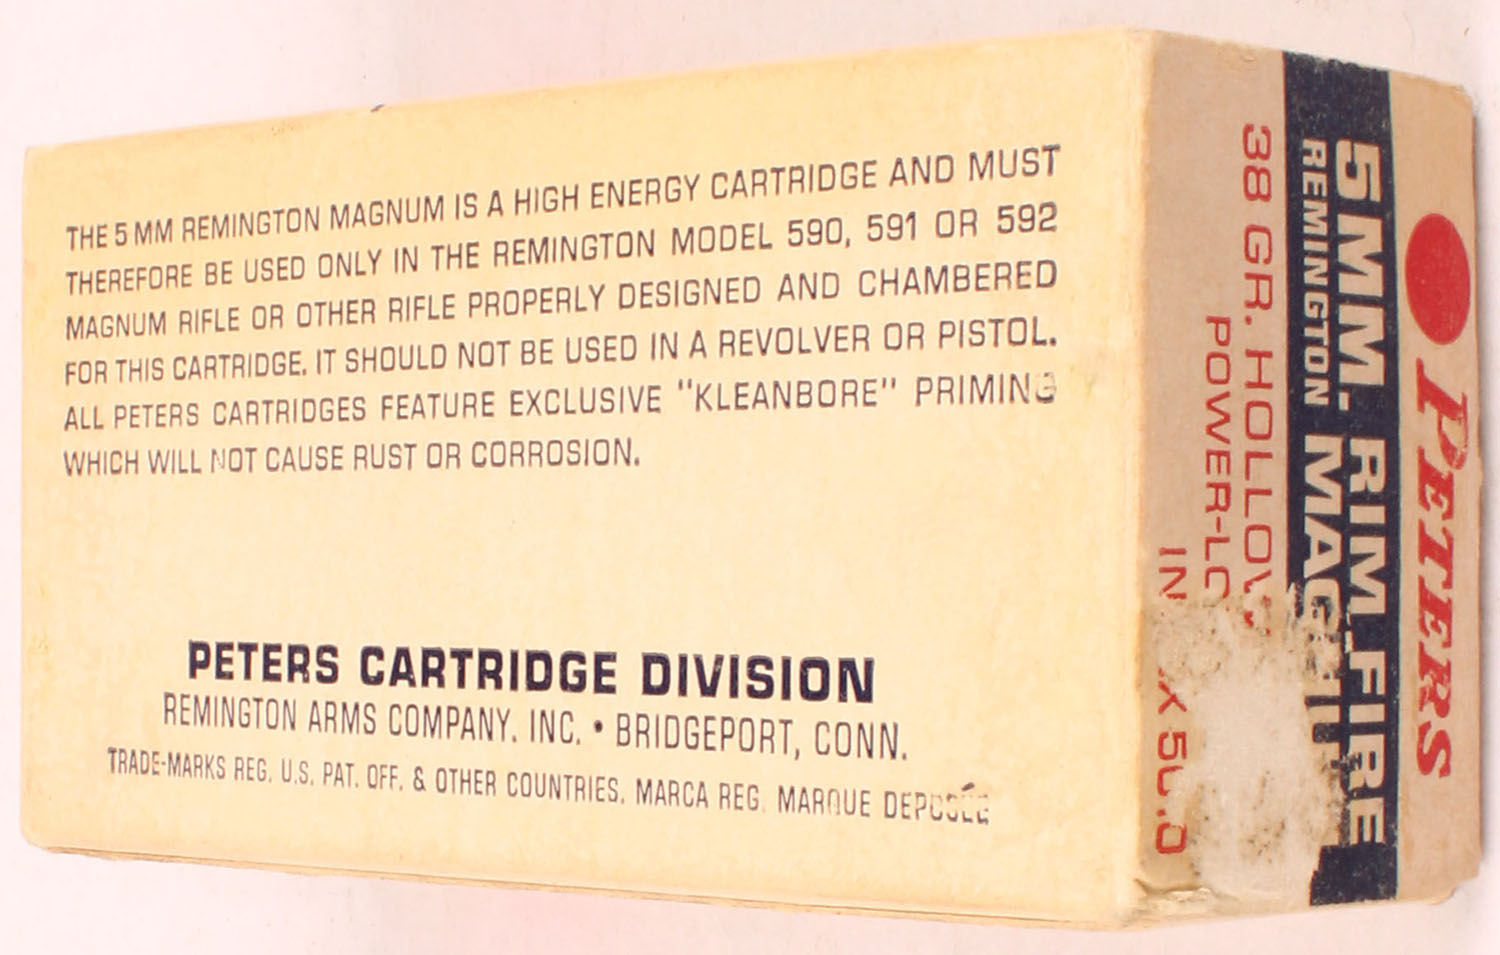 THE 5 MM REMINGTON MAGNUM IS A HIGH ENERGY CARTRIDGE AND MUST
THEREFORE BE USED ONLY IN THE REMINGTON MODEL 590, 591 OR 592
MAGNUM RIFLE OR OTHER RIFLE PROPERLY DESIGNED AND CHAMBERED
FOR THIS CARTRIDGE. IT SHOULD NOT BE USED IN A REVOLVER OR PISTOL.
ALL PETERS CARTRIDGES FEATURE EXCLUSIVE "KLEANBORE" PRIMING
WHICH WILL NOT CAUSE RUST OR CORROSION.
PETERS CARTRIDGE DIVISION
REMINGTON ARMS COMPANY, INC. • BRIDGEPORT, CONN.
TRADE-MARKS REG. U.S. PAT. OFF. & OTHER COUNTRIES. MARCA REG. MARQUE DEPOSÉE
PETERS
5MM. RIM FIRE
REMINGTON
38 GR. HOLLOW